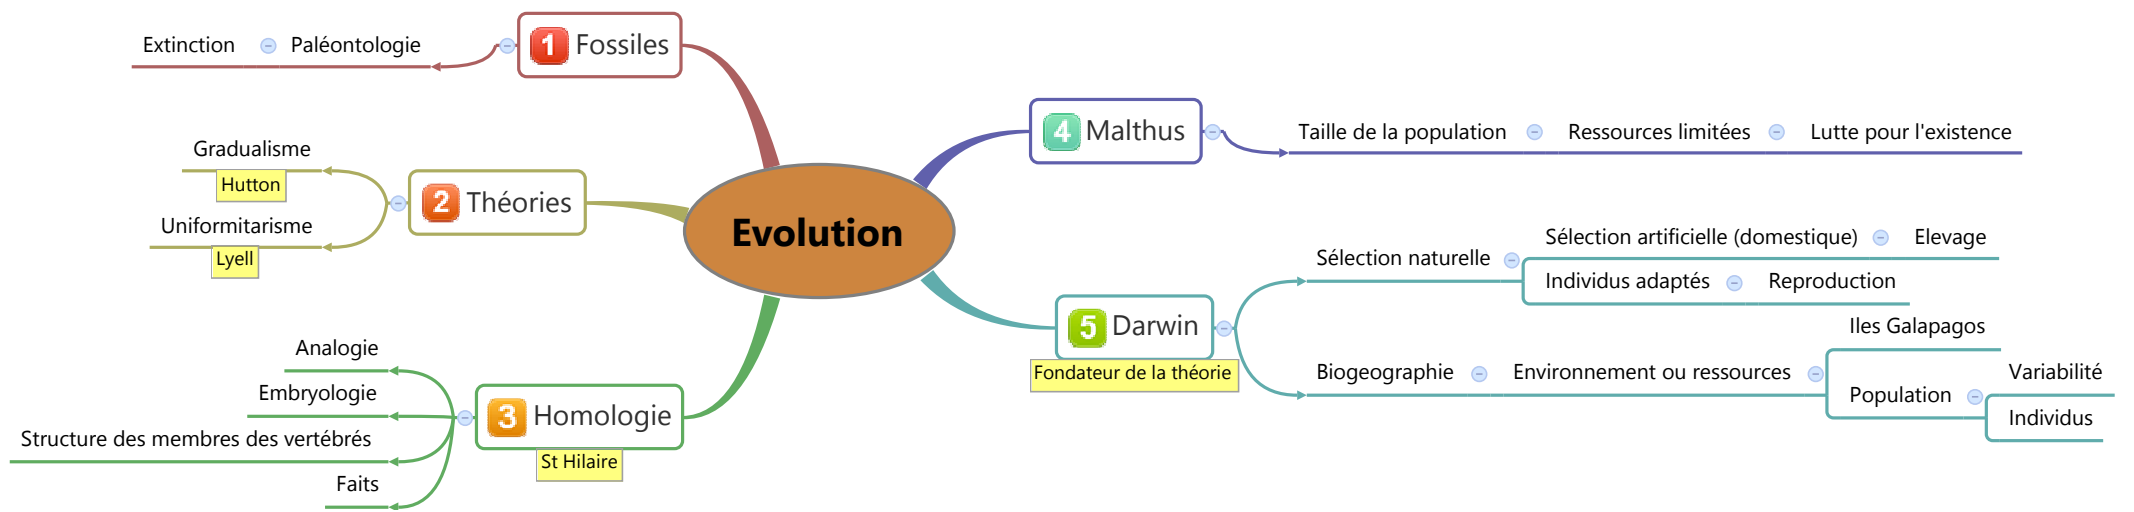 Evolution
1 Fossiles
Paléontologie
Extinction
2 Théories
Gradualisme
Hutton
Uniformitarisme
Lyell
3 Homologie
St Hilaire
Analogie
Embryologie
Structure des membres des vertébrés
Faits
4 Malthus
Taille de la population
Ressources limitées
Lutte pour l'existence
5 Darwin
Fondateur de la théorie
Sélection naturelle
Sélection artificielle (domestique)
Elevage
Individus adaptés
Reproduction
Biogeographie
Environnement ou ressources
Iles Galapagos
Population
Variabilité
Individus